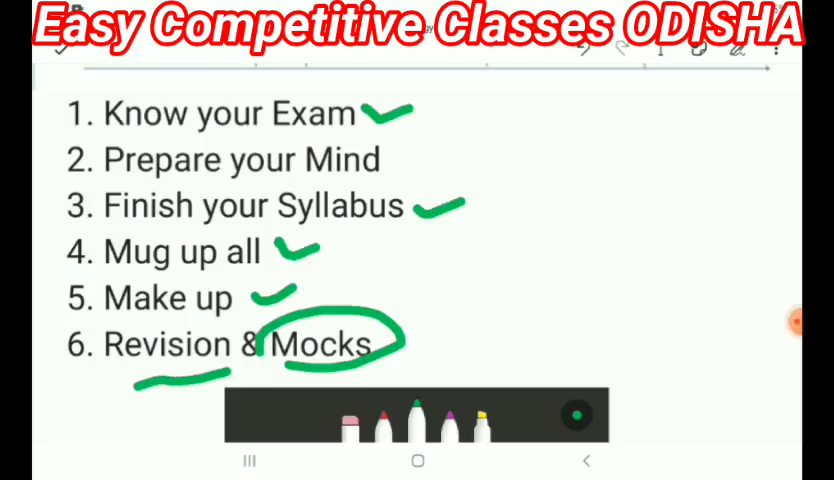 Easy Competitive Classes ODISHA
1. Know your Exam
2. Prepare your Mind
3. Finish your Syllabus
4. Mug up all
5. Make up
6. Revision & Mocks